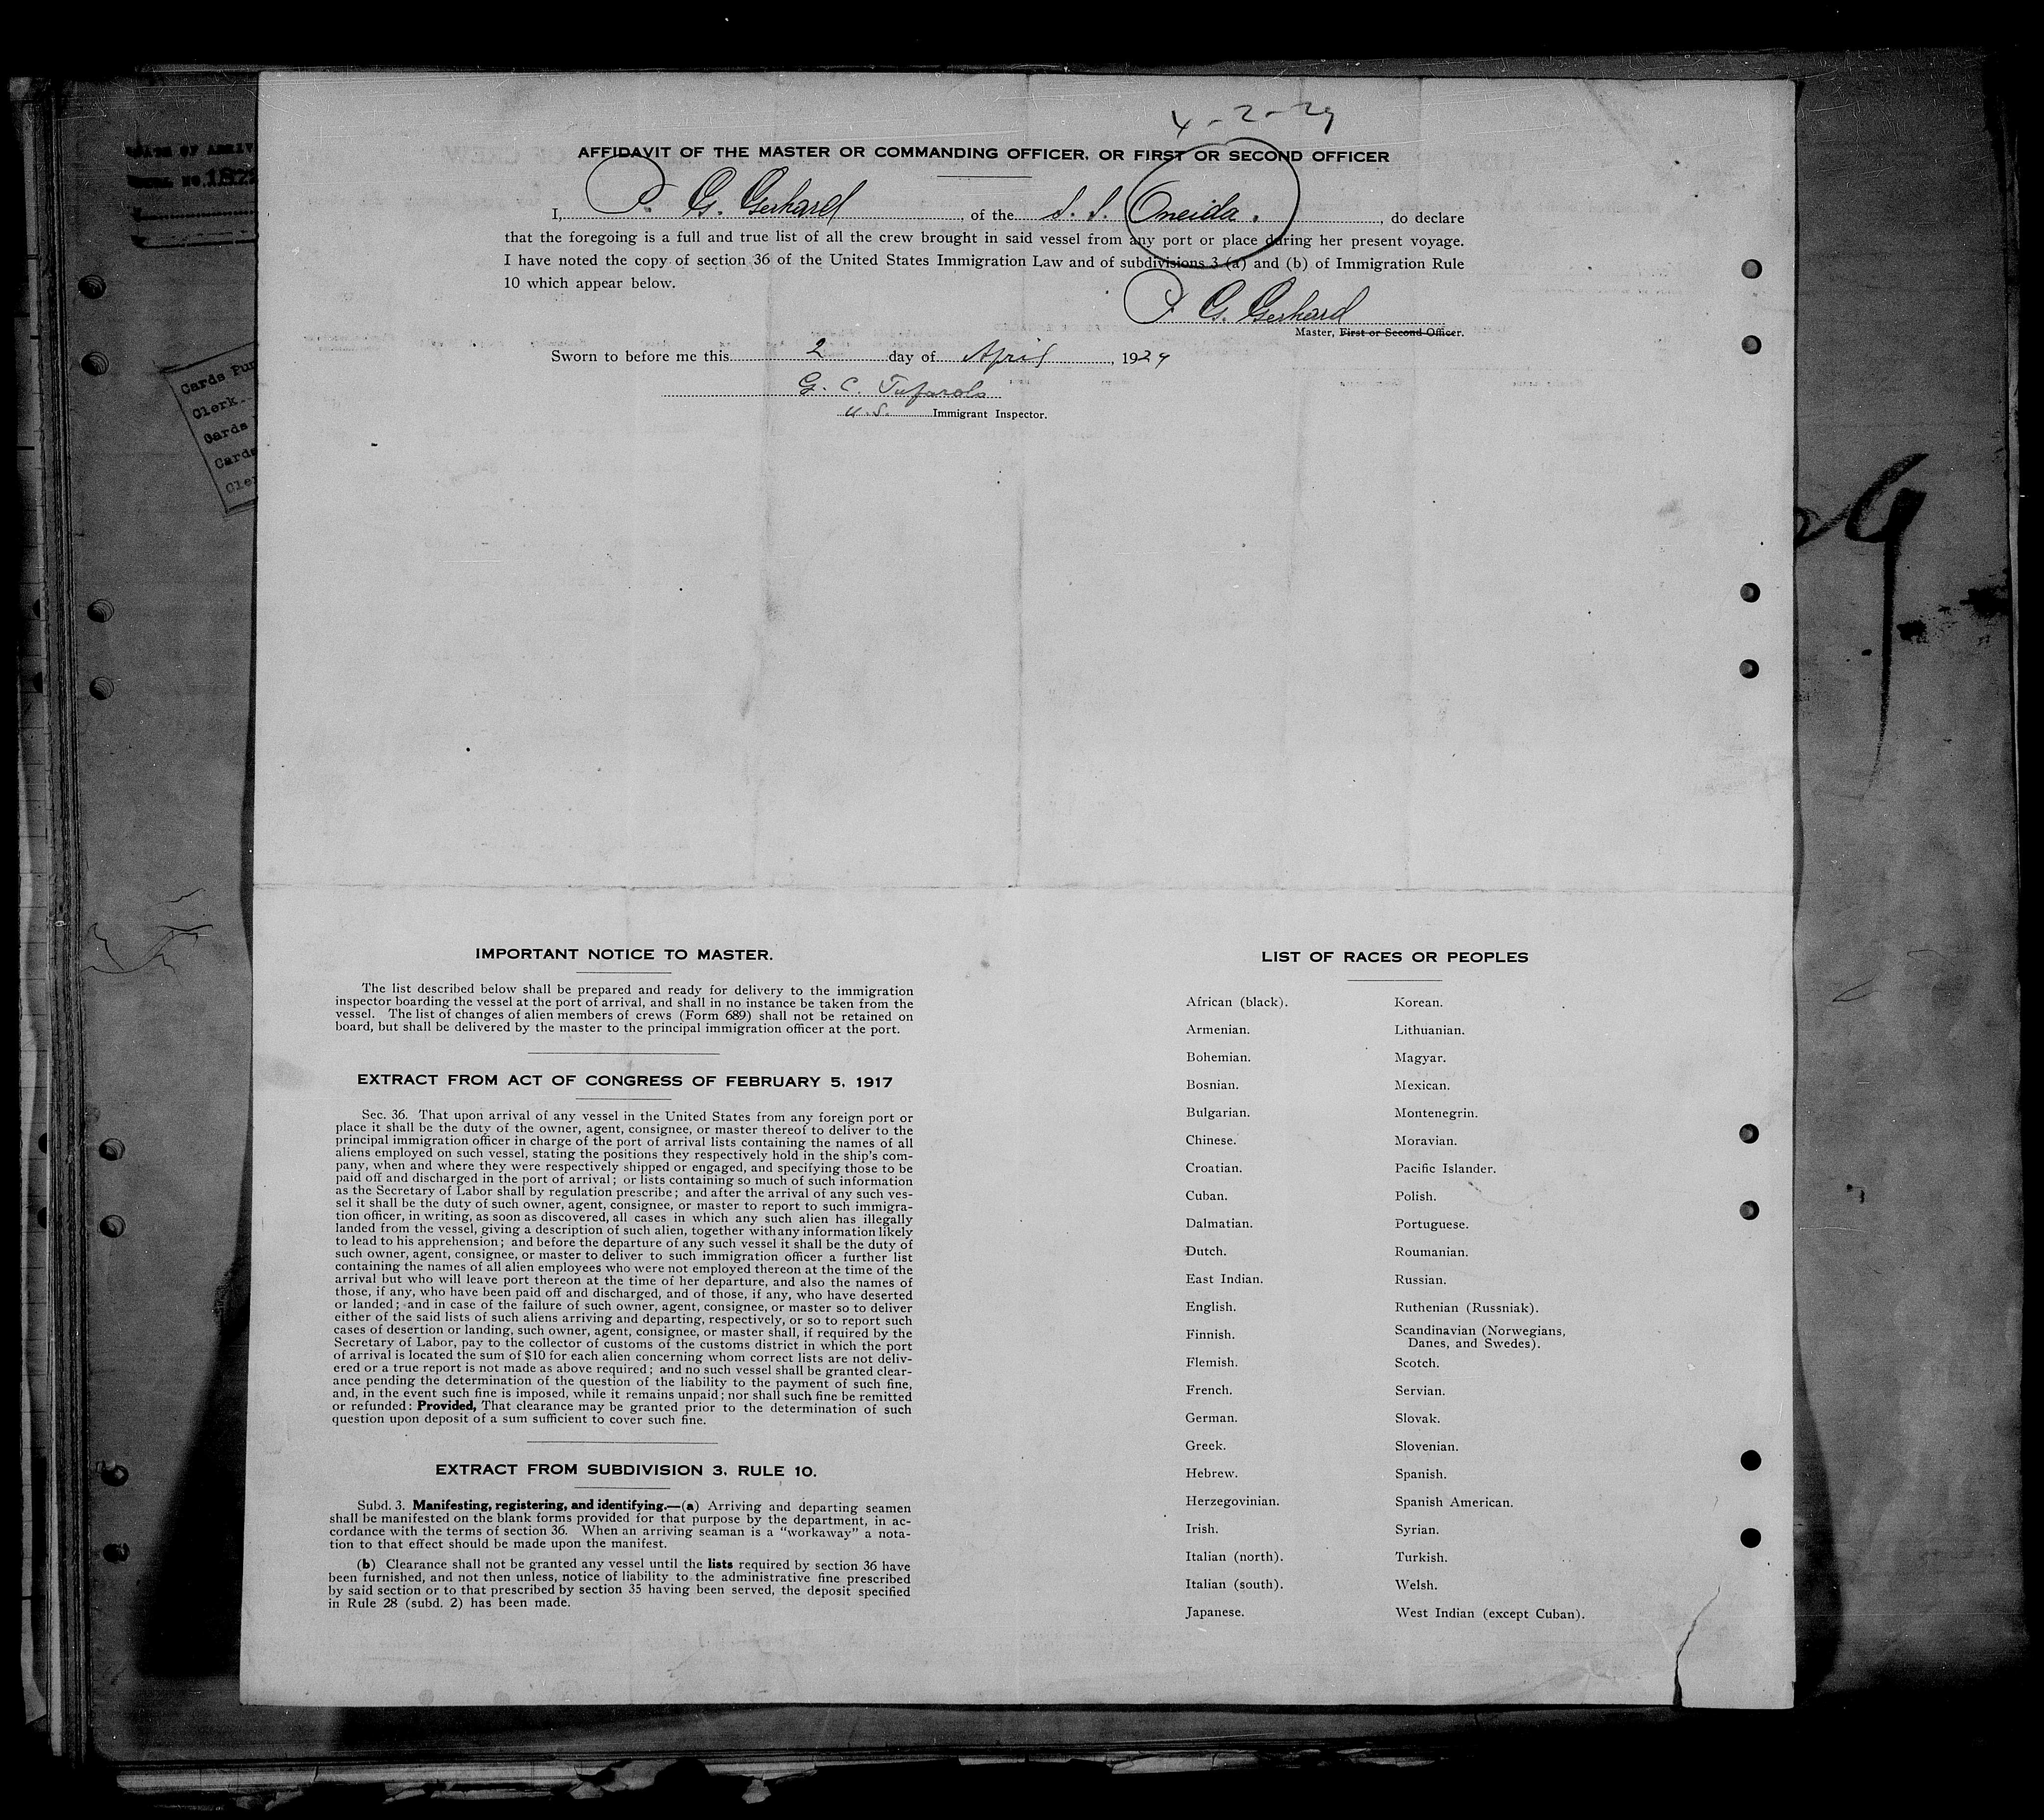 4-2-29
AFFIDAVIT OF THE MASTER OR COMMANDING OFFICER, OR FIRST OR SECOND OFFICER
I, P. G. Gerhard, of the S. S. Oneida., do declare
that the foregoing is a full and true list of all the crew brought in said vessel from any port or place during her present voyage.
I have noted the copy of section 36 of the United States Immigration Law and of subdivisions 3 (a) and (b) of Immigration Rule
10 which appear below.
P. G. Gerhard
Master, First or Second Officer.
Sworn to before me this 2 day of April, 1929
G. C.
U.S. Immigrant Inspector.
Cards
Clerk
Cards
Cards
IMPORTANT NOTICE TO MASTER.
The list described below shall be prepared and ready for delivery to the immigration
inspector boarding the vessel at the port of arrival, and shall in no instance be taken from the
vessel. The list of changes of alien members of crews (Form 689) shall not be retained on
board, but shall be delivered by the master to the principal immigration officer at the port.
EXTRACT FROM ACT OF CONGRESS OF FEBRUARY 5, 1917
Sec. 36. That upon arrival of any vessel in the United States from any foreign port or
place it shall be the duty of the owner, agent, consignee, or master thereof to deliver to the
principal immigration officer in charge of the port of arrival lists containing the names of all
aliens employed on such vessel, stating the positions they respectively hold in the ship's com-
pany, when and where they were respectively shipped or engaged, and specifying those to be
paid off and discharged in the port of arrival; or lists containing so much of such information
as the Secretary of Labor shall by regulation prescribe; and after the arrival of any such ves-
sel it shall be the duty of such owner, agent, consignee, or master to report to such immigra-
tion officer, in writing, as soon as discovered, all cases in which any such alien has illegally
landed from the vessel, giving a description of such alien, together with any information likely
to lead to his apprehension; and before the departure of any such vessel it shall be the duty of
such owner, agent, consignee, or master to deliver to such immigration officer a further list
containing the names of all alien employees who were not employed thereon at the time of the
arrival but who will leave port thereon at the time of her departure, and also the names of
those, if any, who have been paid off and discharged, and of those, if any, who have deserted
or landed; and in case of the failure of such owner, agent, consignee, or master so to deliver
either of the said lists of such aliens arriving and departing, respectively, or so to report such
cases of desertion or landing, such owner, agent, consignee, or master shall, if required by the
Secretary of Labor, pay to the collector of customs of the customs district in which the port
of arrival is located the sum of $10 for each alien concerning whom correct lists are not deliv-
ered or a true report is not made as above required; and no such vessel shall be granted clear-
ance pending the determination of the question of the liability to the payment of such fine,
and, in the event such fine is imposed, while it remains unpaid; nor shall such fine be remitted
or refunded: Provided, That clearance may be granted prior to the determination of such
question upon deposit of a sum sufficient to cover such fine.
EXTRACT FROM SUBDIVISION 3, RULE 10.
Subd. 3. Manifesting, registering, and identifying.—(a) Arriving and departing seamen
shall be manifested on the blank forms provided for that purpose by the department, in ac-
cordance with the terms of section 36. When an arriving seaman is a "workaway" a nota-
tion to that effect should be made upon the manifest.
(b) Clearance shall not be granted any vessel until the lists required by section 36 have
been furnished, and not then unless, notice of liability to the administrative fine prescribed
by said section or to that prescribed by section 35 having been served, the deposit specified
in Rule 28 (subd. 2) has been made.
LIST OF RACES OR PEOPLES
African (black).
Armenian.
Bohemian.
Bosnian.
Bulgarian.
Chinese.
Croatian.
Cuban.
Dalmatian.
Dutch.
East Indian.
English.
Finnish.
Flemish.
French.
German.
Greek.
Hebrew.
Herzegovinian.
Irish.
Italian (north).
Italian (south).
Japanese.
Korean.
Lithuanian.
Magyar.
Mexican.
Montenegrin.
Moravian.
Pacific Islander.
Polish.
Portuguese.
Roumanian.
Russian.
Ruthenian (Russniak).
Scandinavian (Norwegians,
Danes, and Swedes).
Scotch.
Servian.
Slovak.
Slovenian.
Spanish.
Spanish American.
Syrian.
Turkish.
Welsh.
West Indian (except Cuban).